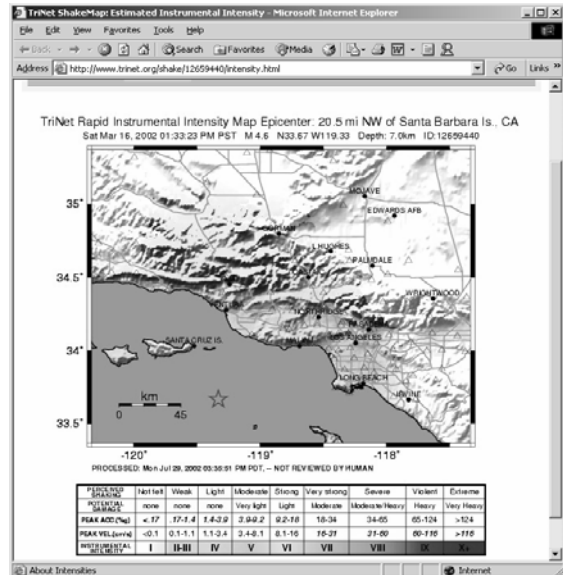 TriNet ShakeMap: Estimated Instrumental Intensity - Microsoft Internet Explorer
File Edit View Favorites Tools Help
Back Search Favorites Media
Address http://www.trinet.org/shake/12659440/intensity.html Go Links »
TriNet Rapid Instrumental Intensity Map Epicenter: 20.5 mi NW of Santa Barbara Is., CA
Sat Mar 16, 2002 01:33:23 PM PST M 4.6 N33.67 W119.33 Depth: 7.0km ID:12659440
MOJAVE
35°
EDWARDS AFB
GORMAN
L.HUGHES
PALMDALE
34.5°
WRIGHTWOOD
VENTURA
NORTHRIDGE
PASADENA
LOS ANGELES
SANTA CRUZ IS.
MALIBU
34°
LONG BEACH
km
IRVINE
0 45
33.5°
-120° -119° -118°
PROCESSED: Mon Jul 29, 2002 03:38:51 PM PDT, -- NOT REVIEWED BY HUMAN
PERCEIVED SHAKING Not felt Weak Light Moderate Strong Very strong Severe Violent Extreme
POTENTIAL DAMAGE none none none Very light Light Moderate Moderate/Heavy Heavy Very Heavy
PEAK ACC.(%g) <.17 .17-1.4 1.4-3.9 3.9-9.2 9.2-18 18-34 34-65 65-124 >124
PEAK VEL.(cm/s) <0.1 0.1-1.1 1.1-3.4 3.4-8.1 8.1-16 16-31 31-60 60-116 >116
INSTRUMENTAL INTENSITY I II-III IV V VI VII VIII IX X+
About Intensities Internet